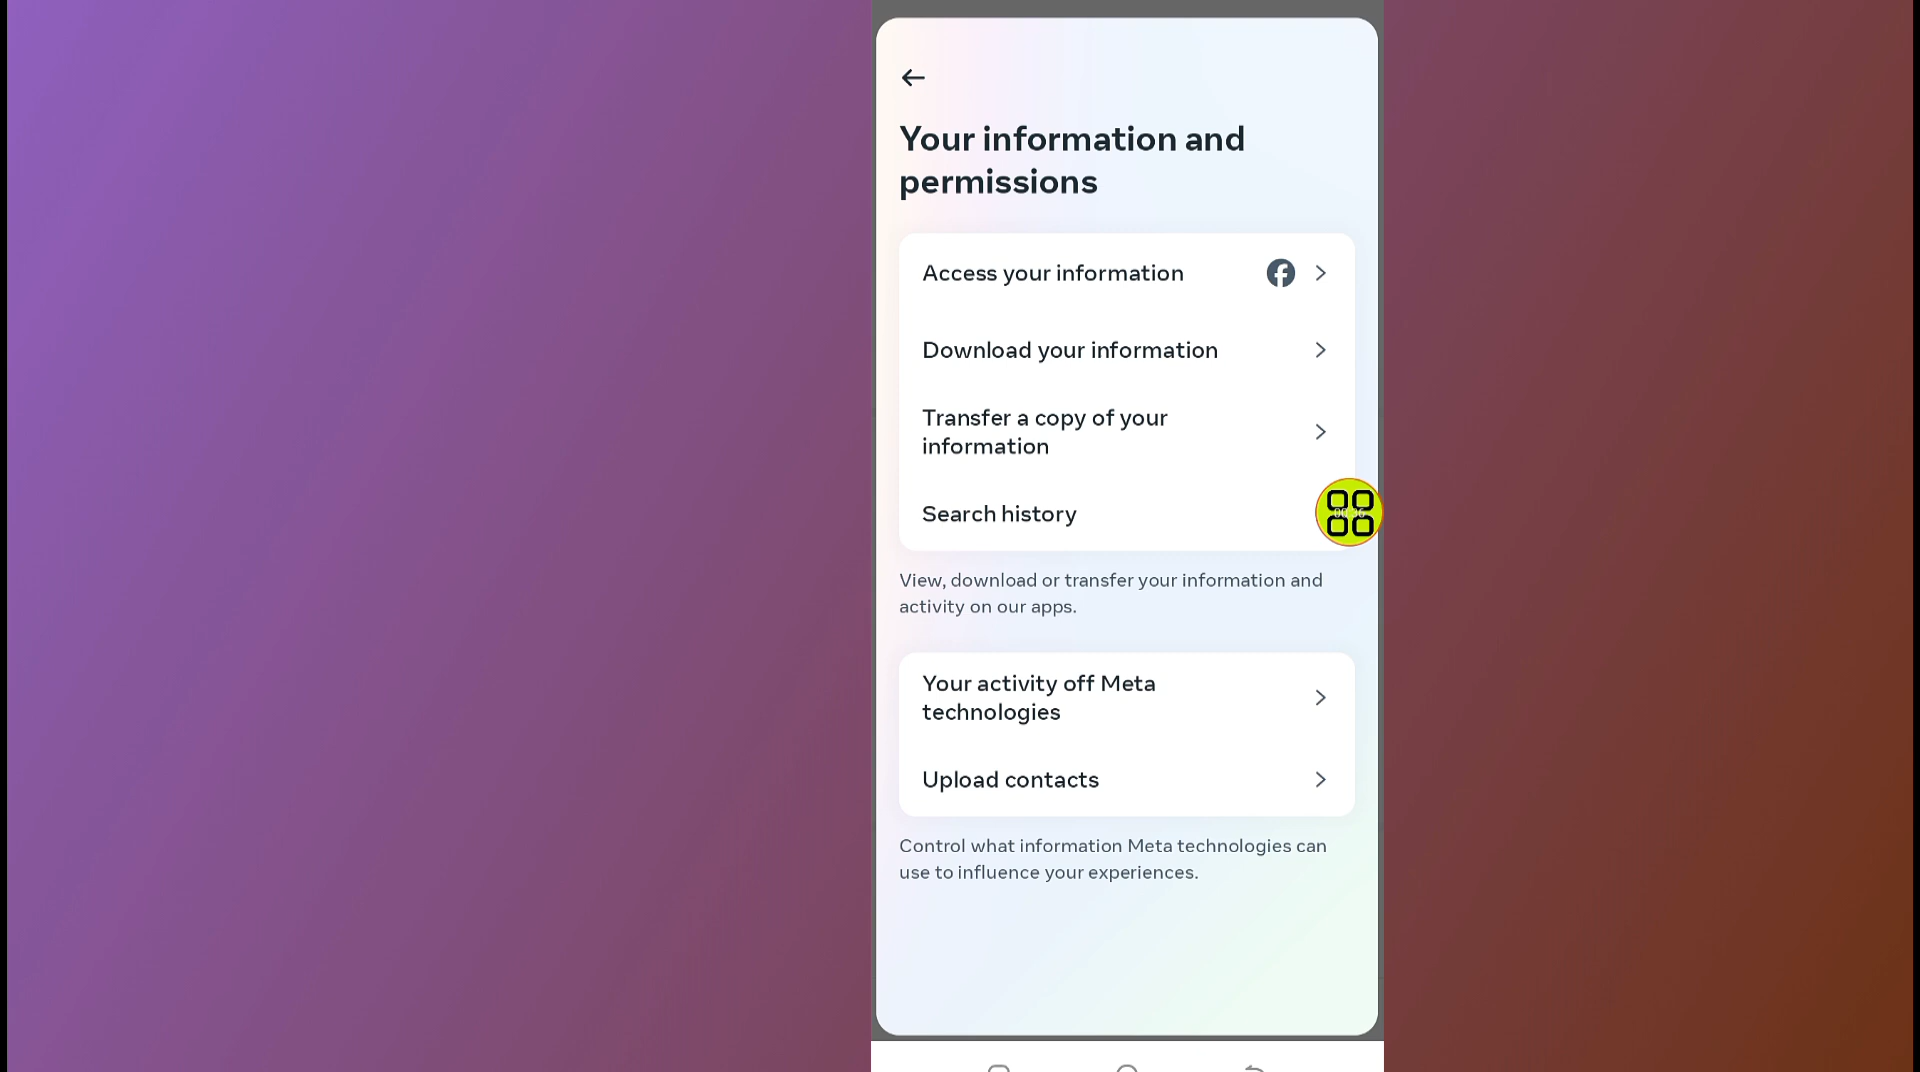 Your information and
permissions
Access your information
Download your information
Transfer a copy of your
information
Search history
00:36
View, download or transfer your information and
activity on our apps.
Your activity off Meta
technologies
Upload contacts
Control what information Meta technologies can
use to influence your experiences.